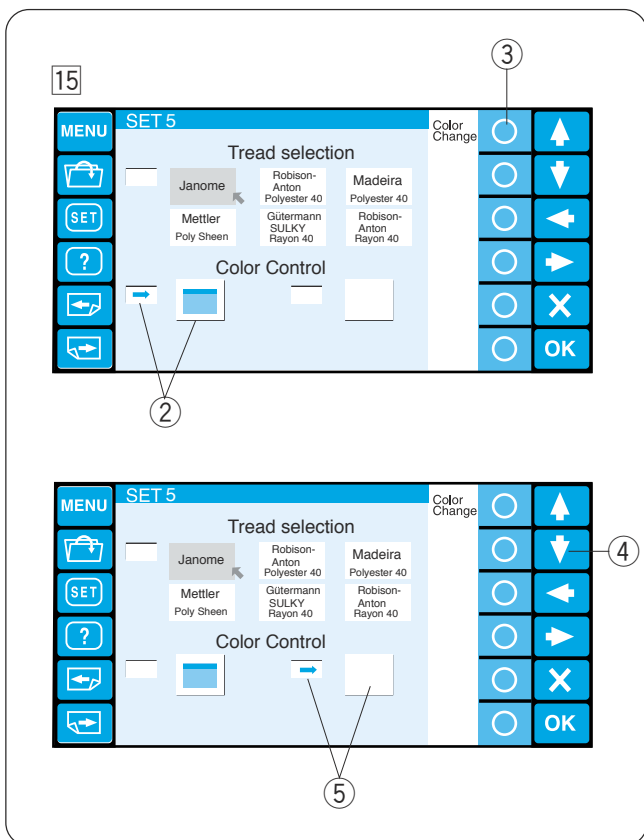 15
3
MENU
SET 5
Color
Change
Tread selection
Janome
Robison-
Anton
Polyester 40
Madeira
Polyester 40
SET
Mettler
Poly Sheen
Gütermann
SULKY
Rayon 40
Robison-
Anton
Rayon 40
?
Color Control
OK
2
MENU
SET 5
Color
Change
Tread selection
Janome
Robison-
Anton
Polyester 40
Madeira
Polyester 40
4
SET
Mettler
Poly Sheen
Gütermann
SULKY
Rayon 40
Robison-
Anton
Rayon 40
?
Color Control
X
OK
5